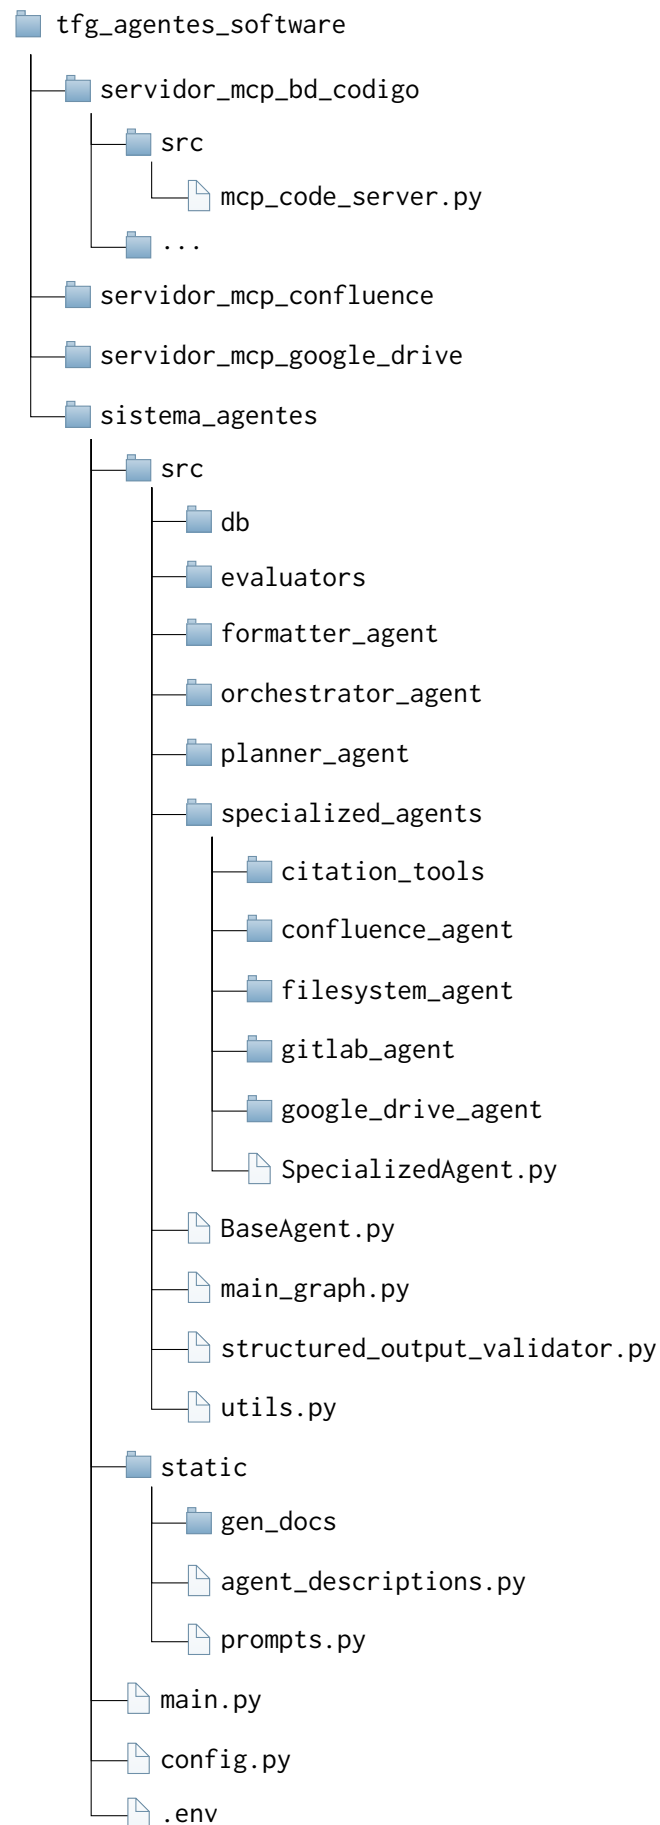 tfg_agentes_software
servidor_mcp_bd_codigo
src
mcp_code_server.py
...
servidor_mcp_confluence
servidor_mcp_google_drive
sistema_agentes
src
db
evaluators
formatter_agent
orchestrator_agent
planner_agent
specialized_agents
citation_tools
confluence_agent
filesystem_agent
gitlab_agent
google_drive_agent
SpecializedAgent.py
BaseAgent.py
main_graph.py
structured_output_validator.py
utils.py
static
gen_docs
agent_descriptions.py
prompts.py
main.py
config.py
.env